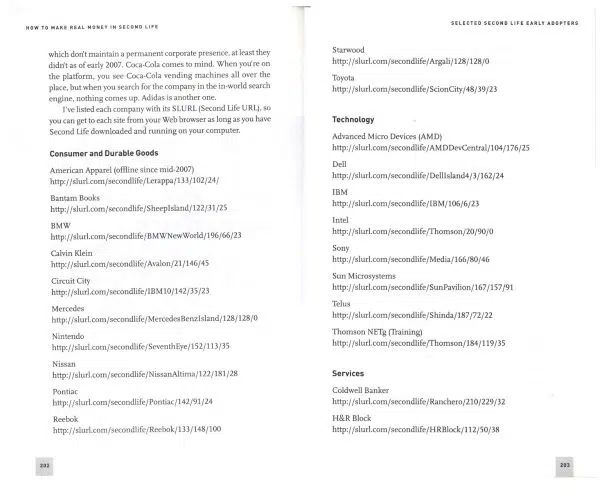 HOW TO MAKE REAL MONEY IN SECOND LIFE
which don't maintain a permanent corporate presence, at least they
didn't as of early 2007. Coca-Cola comes to mind. When you're on
the platform, you see Coca-Cola vending machines all over the
place, but when you search for the company in the in-world search
engine, nothing comes up. Adidas is another one.
I've listed each company with its SLURL (Second Life URL), so
you can get to each site from your Web browser as long as you have
Second Life downloaded and running on your computer.
Consumer and Durable Goods
American Apparel (offline since mid-2007)
http://slurl.com/secondlife/Lerappa/133/102/24/
Bantam Books
http://slurl.com/secondlife/SheepIsland/122/31/25
BMW
http://slurl.com/secondlife/BMWNewWorld/196/66/23
Calvin Klein
http://slurl.com/secondlife/Avalon/21/146/45
Circuit City
http://slurl.com/secondlife/IBM10/142/35/23
Mercedes
http://slurl.com/secondlife/MercedesBenzIsland/128/128/0
Nintendo
http://slurl.com/secondlife/SeventhEye/152/113/35
Nissan
http://slurl.com/secondlife/NissanAltima/122/181/28
Pontiac
http://slurl.com/secondlife/Pontiac/142/91/24
Reebok
http://slurl.com/secondlife/Reebok/133/148/100
202
SELECTED SECOND LIFE EARLY ADOPTERS
Starwood
http://slurl.com/secondlife/Argali/128/128/0
Toyota
http://slurl.com/secondlife/ScionCity/48/39/23
Technology
Advanced Micro Devices (AMD)
http://slurl.com/secondlife/AMDDevCentral/104/176/25
Dell
http://slurl.com/secondlife/DellIsland4/3/162/24
IBM
http://slurl.com/secondlife/IBM/106/6/23
Intel
http://slurl.com/secondlife/Thomson/20/90/0
Sony
http://slurl.com/secondlife/Media/166/80/46
Sun Microsystems
http://slurl.com/secondlife/SunPavilion/167/157/91
Telus
http://slurl.com/secondlife/Shinda/187/72/22
Thomson NETg (Training)
http://slurl.com/secondlife/Thomson/184/119/35
Services
Coldwell Banker
http://slurl.com/secondlife/Ranchero/210/229/32
H&R Block
http://slurl.com/secondlife/HRBlock/112/50/38
203